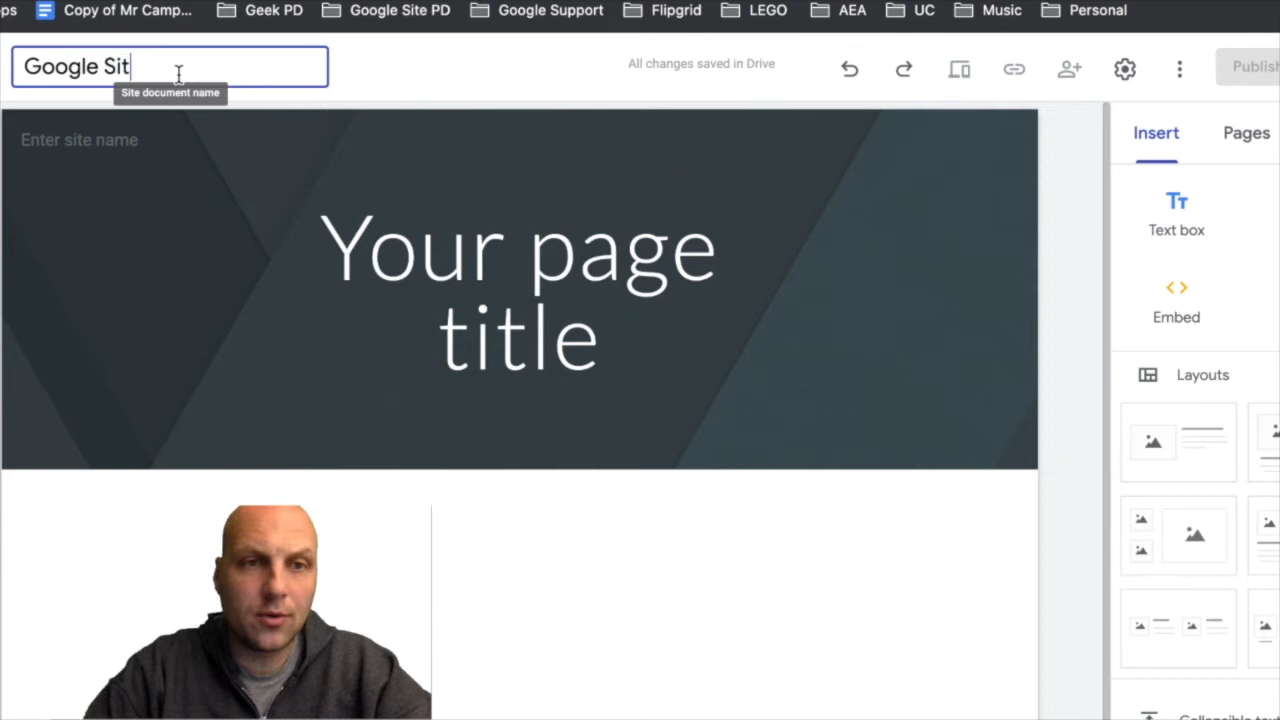 ps Copy of Mr Camp... Geek PD Google Site PD Google Support Flipgrid LEGO AEA UC Music Personal
Google Sit
All changes saved in Drive
Publish
Site document name
Enter site name
Insert Pages
Your page
title
Text box
Embed
Layouts
Collapsible text